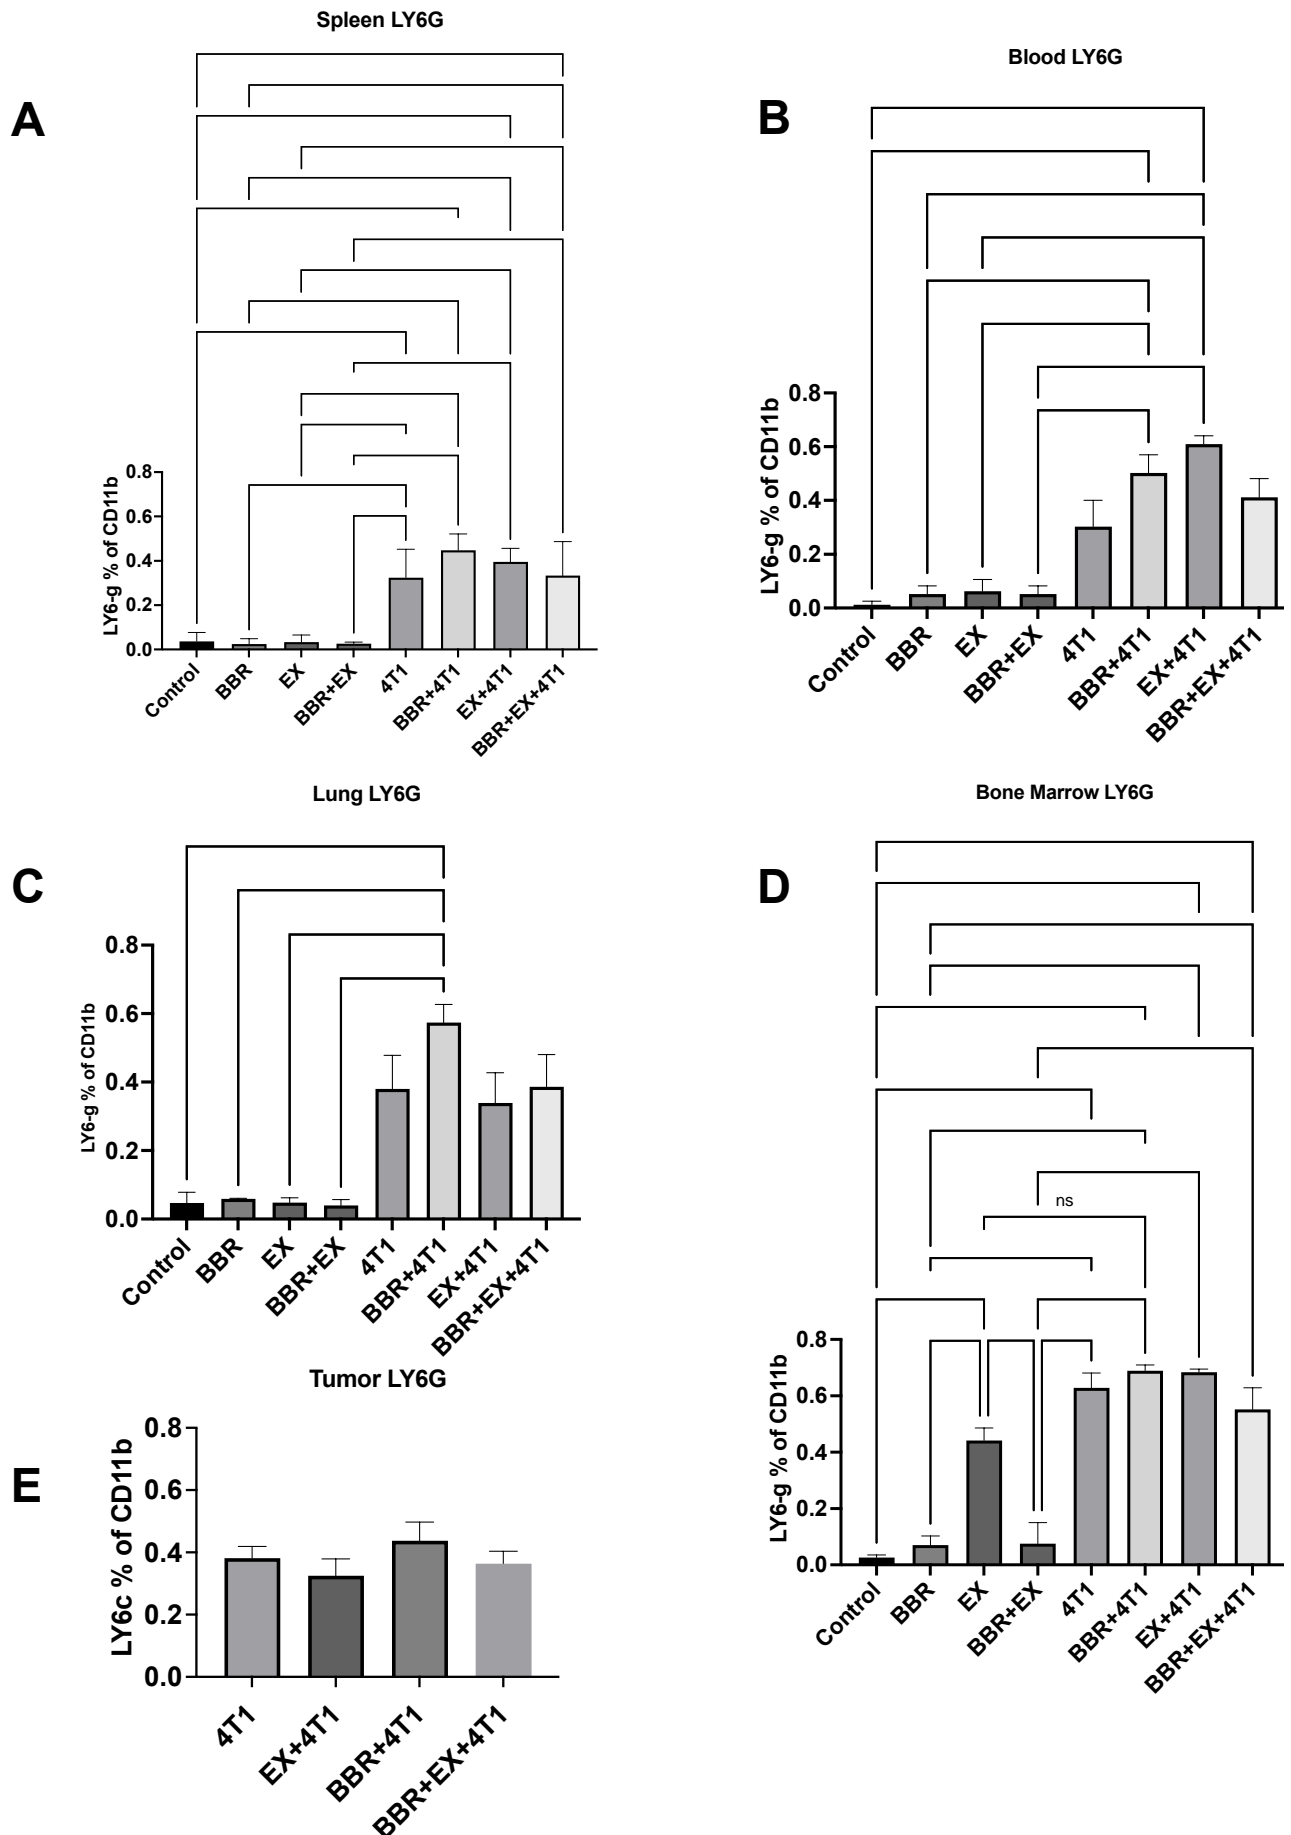 Spleen LY6G
A
LY6-g % of CD11b
0.8
0.6
0.4
0.2
0.0
Control
BBR
EX
BBR+EX
4T1
BBR+4T1
EX+4T1
BBR+EX+4T1
Blood LY6G
B
LY6-g % of CD11b
0.8
0.6
0.4
0.2
0.0
Control
BBR
EX
BBR+EX
4T1
BBR+4T1
EX+4T1
BBR+EX+4T1
Lung LY6G
C
LY6-g % of CD11b
0.8
0.6
0.4
0.2
0.0
Control
BBR
EX
BBR+EX
4T1
BBR+4T1
EX+4T1
BBR+EX+4T1
Bone Marrow LY6G
D
ns
LY6-g % of CD11b
0.8
0.6
0.4
0.2
0.0
Control
BBR
EX
BBR+EX
4T1
BBR+4T1
EX+4T1
BBR+EX+4T1
Tumor LY6G
E
LY6c % of CD11b
0.8
0.6
0.4
0.2
0.0
4T1
EX+4T1
BBR+4T1
BBR+EX+4T1